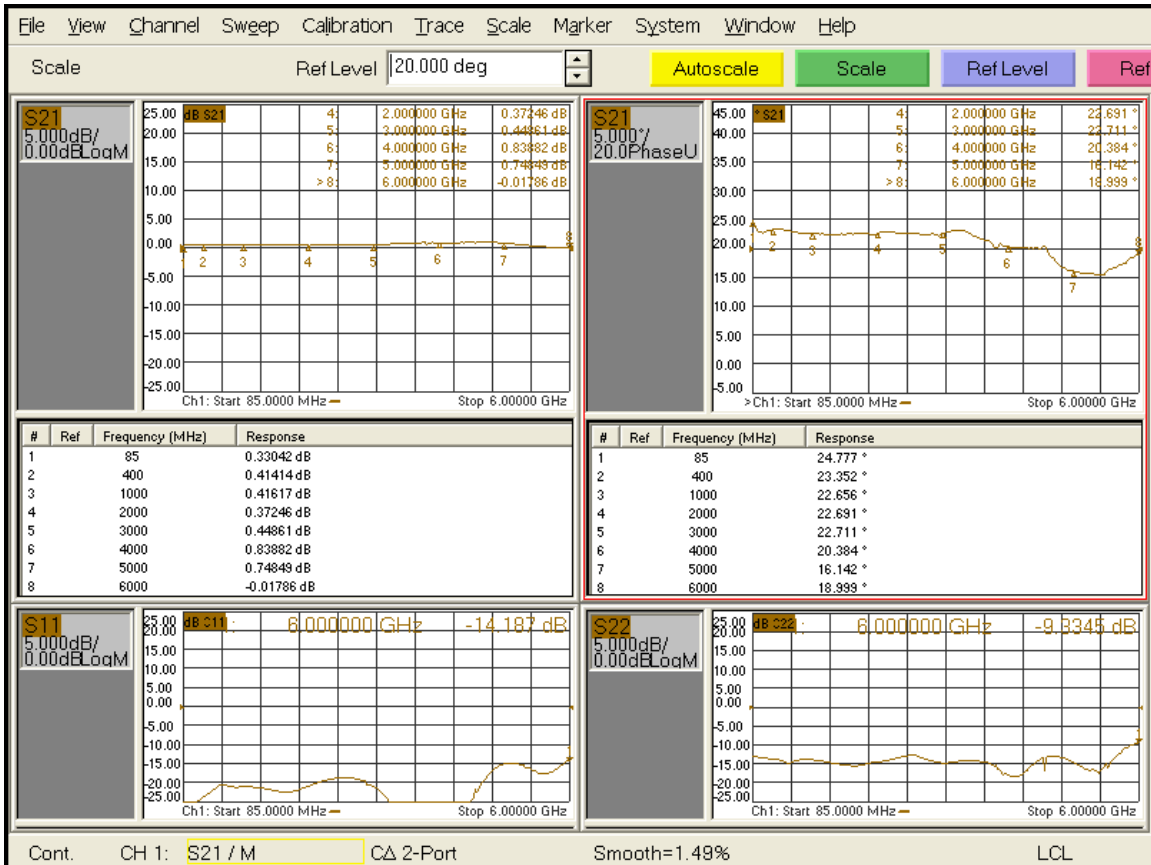 File View Channel Sweep Calibration Trace Scale Marker System Window Help
Scale Ref Level 20.000 deg Autoscale Scale Ref Level Ref
S21
5.000dB/
0.00dBLogM
25.00
20.00
15.00
10.00
5.00
0.00
-5.00
-10.00
-15.00
-20.00
-25.00
dB S21
4: 2.000000 GHz 0.37246 dB
5: 3.000000 GHz 0.44861 dB
6: 4.000000 GHz 0.83882 dB
7: 5.000000 GHz 0.74849 dB
> 8: 6.000000 GHz -0.01786 dB
2 3 4 5 6 7 8
Ch1: Start 85.0000 MHz Stop 6.00000 GHz
# Ref Frequency (MHz) Response
1 85 0.33042 dB
2 400 0.41414 dB
3 1000 0.41617 dB
4 2000 0.37246 dB
5 3000 0.44861 dB
6 4000 0.83882 dB
7 5000 0.74849 dB
8 6000 -0.01786 dB
S21
5.000°/
20.0PhaseU
45.00
40.00
35.00
30.00
25.00
20.00
15.00
10.00
5.00
0.00
-5.00
° S21
4: 2.000000 GHz 22.691 °
5: 3.000000 GHz 22.711 °
6: 4.000000 GHz 20.384 °
7: 5.000000 GHz 16.142 °
> 8: 6.000000 GHz 18.999 °
2 3 4 5 6 7 8
>Ch1: Start 85.0000 MHz Stop 6.00000 GHz
# Ref Frequency (MHz) Response
1 85 24.777 °
2 400 23.352 °
3 1000 22.656 °
4 2000 22.691 °
5 3000 22.711 °
6 4000 20.384 °
7 5000 16.142 °
8 6000 18.999 °
S11
5.000dB/
0.00dBLogM
25.00
20.00
15.00
10.00
5.00
0.00
-5.00
-10.00
-15.00
-20.00
-25.00
dB S11 : 6.000000 GHz -14.187 dB
Ch1: Start 85.0000 MHz Stop 6.00000 GHz
S22
5.000dB/
0.00dBLogM
25.00
20.00
15.00
10.00
5.00
0.00
-5.00
-10.00
-15.00
-20.00
-25.00
dB S22 : 6.000000 GHz -9.3345 dB
Ch1: Start 85.0000 MHz Stop 6.00000 GHz
Cont. CH 1: S21 / M CΔ 2-Port Smooth=1.49% LCL